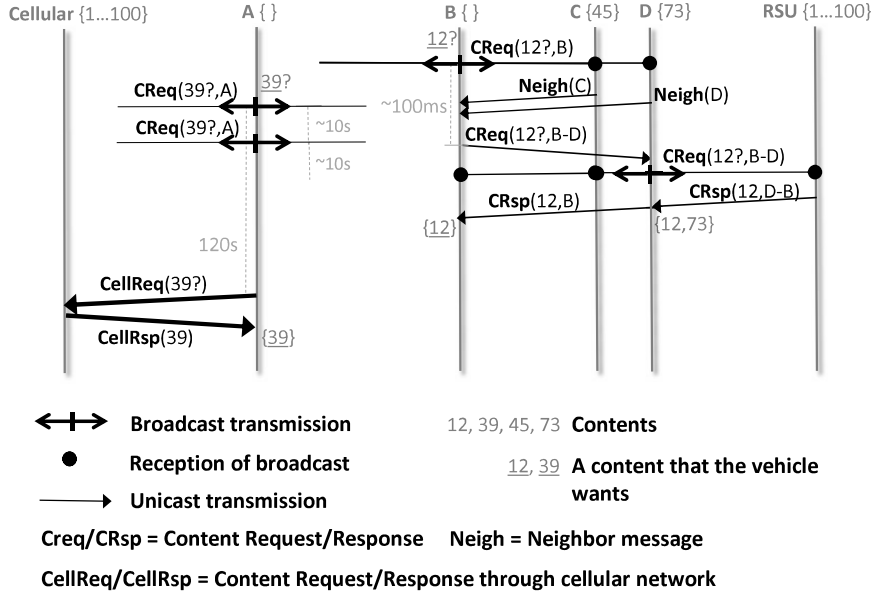 Cellular {1...100} A { } B { } C {45} D {73} RSU {1...100}
12? CReq(12?,B)
39? Neigh(C)
CReq(39?,A) ~100ms Neigh(D)
CReq(39?,A) ~10s CReq(12?,B-D)
~10s CReq(12?,B-D)
CRsp(12,B) CRsp(12,D-B)
{12} {12,73}
120s
CellReq(39?)
CellRsp(39) {39}
Broadcast transmission 12, 39, 45, 73 Contents
Reception of broadcast 12, 39 A content that the vehicle
wants
Unicast transmission
Creq/CRsp = Content Request/Response Neigh = Neighbor message
CellReq/CellRsp = Content Request/Response through cellular network